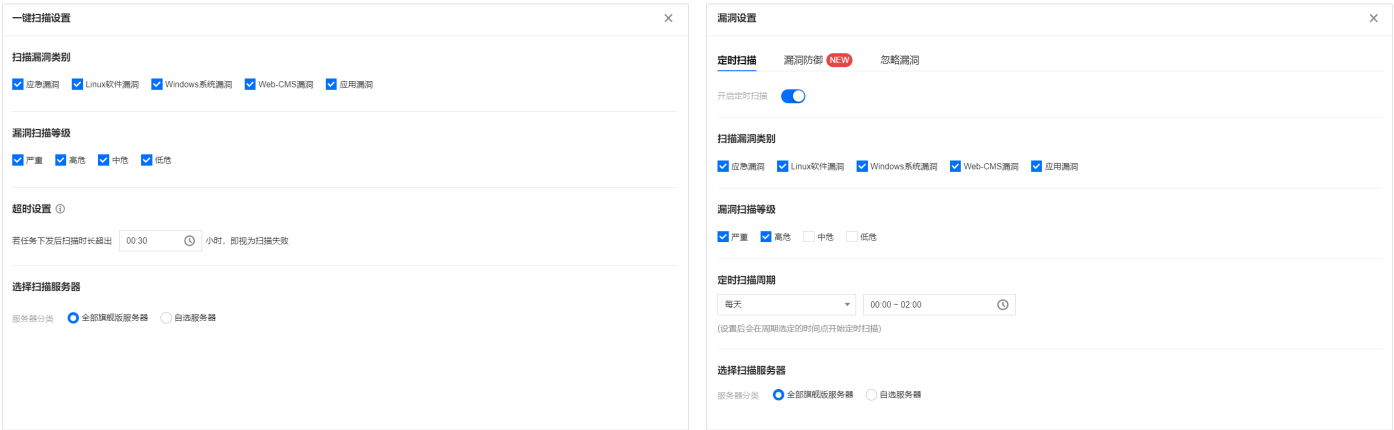 一键扫描设置
扫描漏洞类别
应急漏洞 Linux软件漏洞 Windows系统漏洞 Web-CMS漏洞 应用漏洞
漏洞扫描等级
严重 高危 中危 低危
超时设置
若任务下发后扫描时长超出 00:30 小时，即视为扫描失败
选择扫描服务器
服务器分类 全部旗舰版服务器 自选服务器
漏洞设置
定时扫描 漏洞防御 NEW 忽略漏洞
开启定时扫描
扫描漏洞类别
应急漏洞 Linux软件漏洞 Windows系统漏洞 Web-CMS漏洞 应用漏洞
漏洞扫描等级
严重 高危 中危 低危
定时扫描周期
每天 00:00 ~ 02:00
(设置后会在周期选定的时间点开始定时扫描)
选择扫描服务器
服务器分类 全部旗舰版服务器 自选服务器